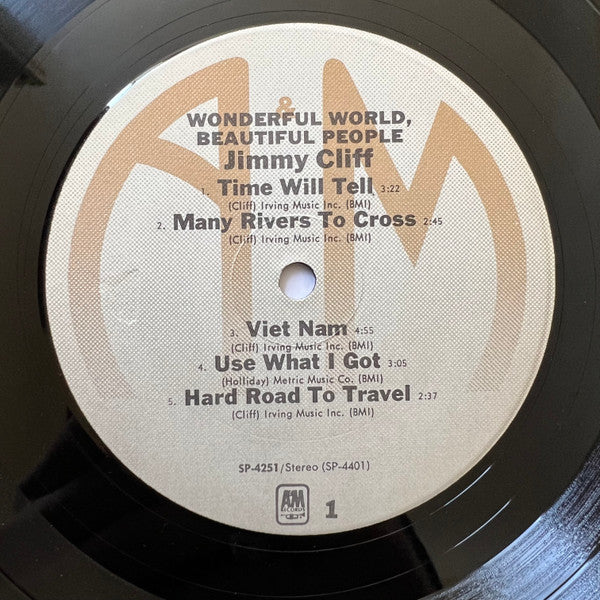 &
WONDERFUL WORLD,
BEAUTIFUL PEOPLE
Jimmy Cliff
1. Time Will Tell 3:22
(Cliff) Irving Music Inc. (BMI)
2. Many Rivers To Cross 2:45
(Cliff) Irving Music Inc. (BMI)
3. Viet Nam 4:55
(Cliff) Irving Music Inc. (BMI)
4. Use What I Got 3:05
(Holliday) Metric Music Co. (BMI)
5. Hard Road To Travel 2:37
(Cliff) Irving Music Inc. (BMI)
SP-4251/Stereo (SP-4401)
A&M
RECORDS
1